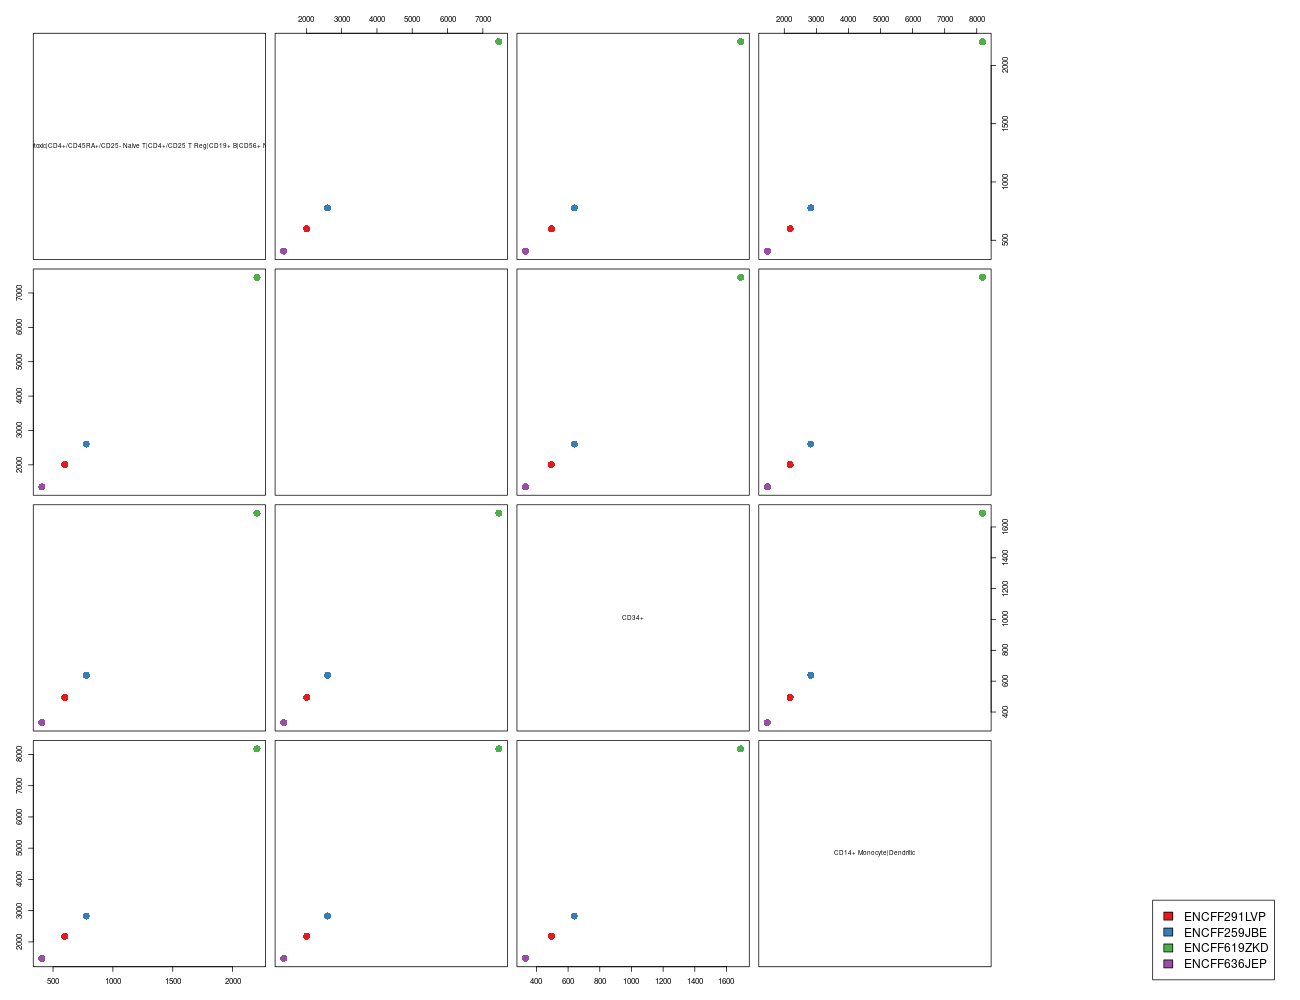 2000 3000 4000 5000 6000 7000
2000 3000 4000 5000 6000 7000 8000
CD4+/CD45RA+/CD25- Naive T|CD4+/CD25 T Reg|CD19+ B|CD56+
500 1000 1500 2000
2000 3000 4000 5000 6000 7000
CD34+
400 600 800 1000 1200 1400 1600
2000 3000 4000 5000 6000 7000 8000
CD14+ Monocyte|Dendritic
500 1000 1500 2000
400 600 800 1000 1200 1400 1600
ENCFF291LVP
ENCFF259JBE
ENCFF619ZKD
ENCFF636JEP